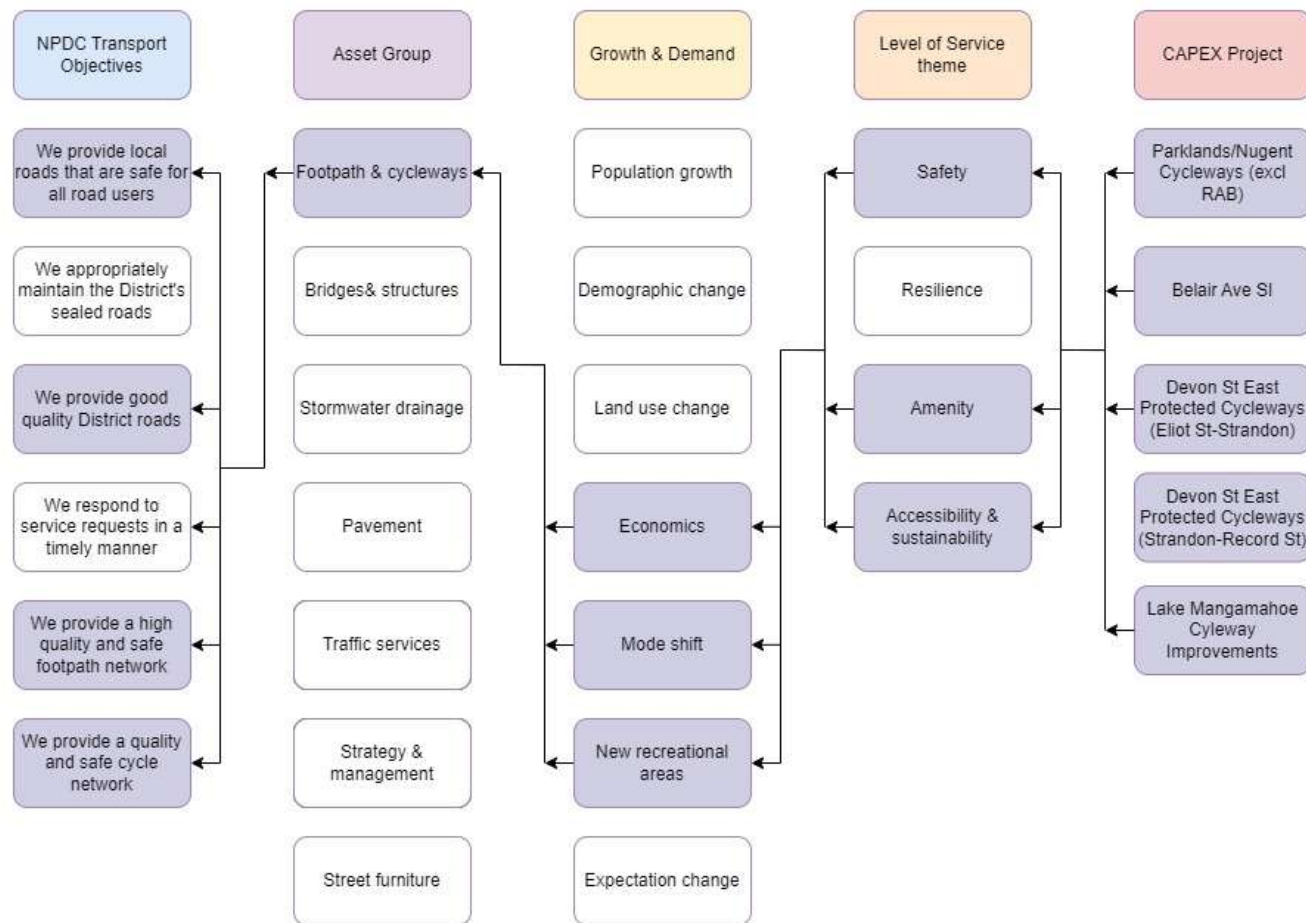 NPDC Transport
Objectives
We provide local
roads that are safe for
all road users
We appropriately
maintain the District's
sealed roads
We provide good
quality District roads
We respond to
service requests in a
timely manner
We provide a high
quality and safe
footpath network
We provide a quality
and safe cycle
network
Asset Group
Footpath & cycleways
Bridges& structures
Stormwater drainage
Pavement
Traffic services
Strategy &
management
Street furniture
Growth & Demand
Population growth
Demographic change
Land use change
Economics
Mode shift
New recreational
areas
Expectation change
Level of Service
theme
Safety
Resilience
Amenity
Accessibility &
sustainability
CAPEX Project
Parklands/Nugent
Cycleways (excl
RAB)
Belair Ave SI
Devon St East
Protected Cycleways
(Eliot St-Strandon)
Devon St East
Protected Cycleways
(Strandon-Record St)
Lake Mangamahoe
Cyleway
Improvements